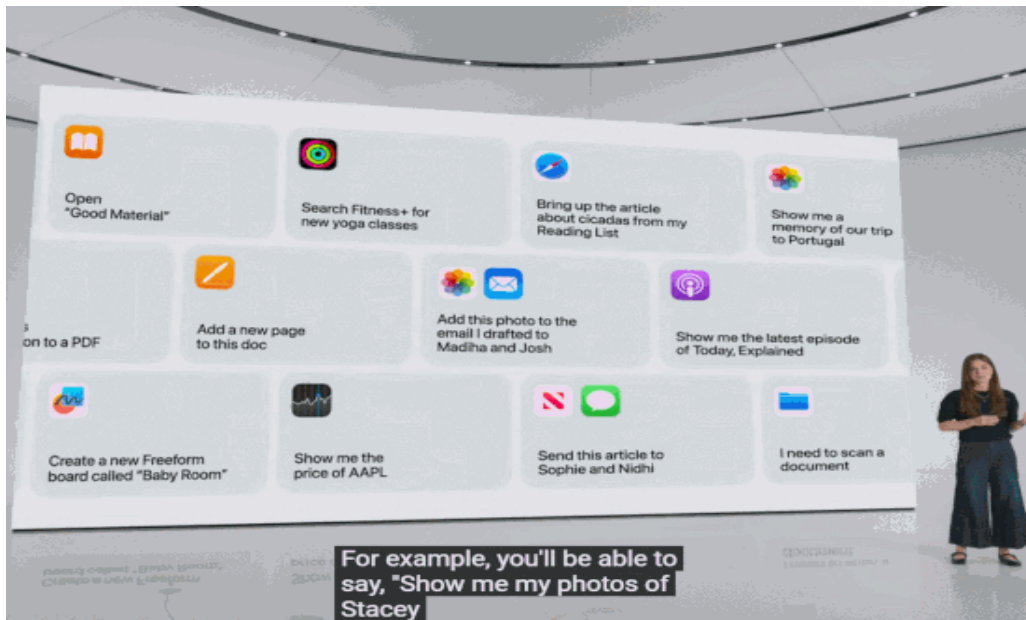 Open
"Good Material"
Search Fitness+ for
new yoga classes
Bring up the article
about cicadas from my
Reading List
Show me a
memory of our trip
to Portugal
on to a PDF
Add a new page
to this doc
Add this photo to the
email I drafted to
Madiha and Josh
Show me the latest episode
of Today, Explained
Create a new Freeform
board called "Baby Room"
Show me the
price of AAPL
Send this article to
Sophie and Nidhi
I need to scan a
document
For example, you'll be able to
say, "Show me my photos of
Stacey